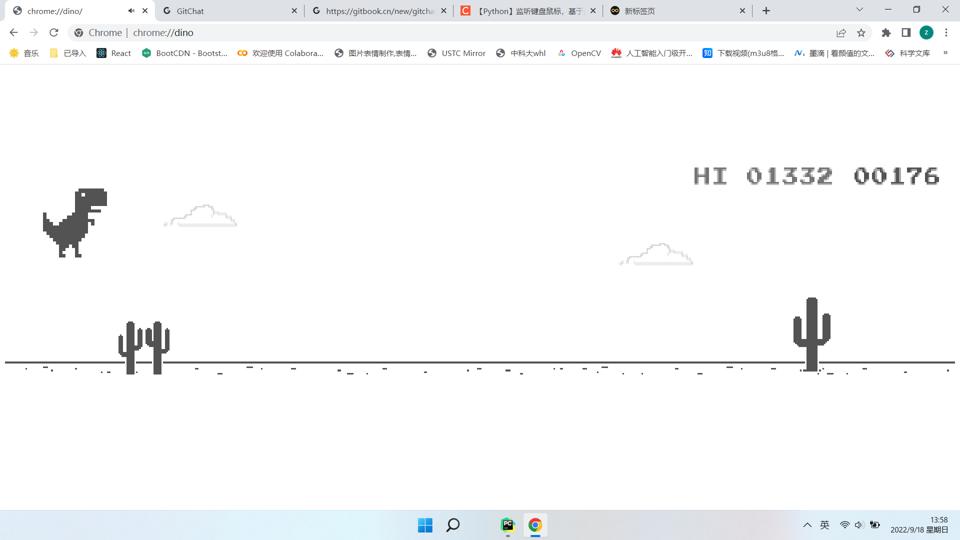 chrome://dino/
GitChat
https://gitbook.cn/new/gitcha
【Python】监听键盘鼠标，基于
新标签页
Chrome | chrome://dino
音乐
已导入
React
BootCDN - Bootst...
欢迎使用 Colabora...
图片表情制作,表情...
USTC Mirror
中科大whl
OpenCV
人工智能入门极开...
下载视频(m3u8格...
墨滴 | 看颜值的文...
科学文库
»
HI 01332 00176
英
13:58
2022/9/18 星期日